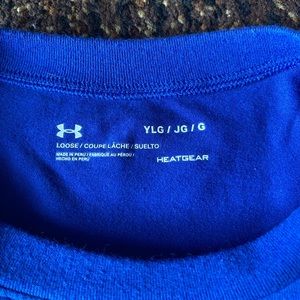 YLG / JG / G
LOOSE / COUPE LÂCHE / SUELTO
MADE IN PERU / FABRIQUÉ AU PÉROU /
HECHO EN PERÚ
HEATGEAR